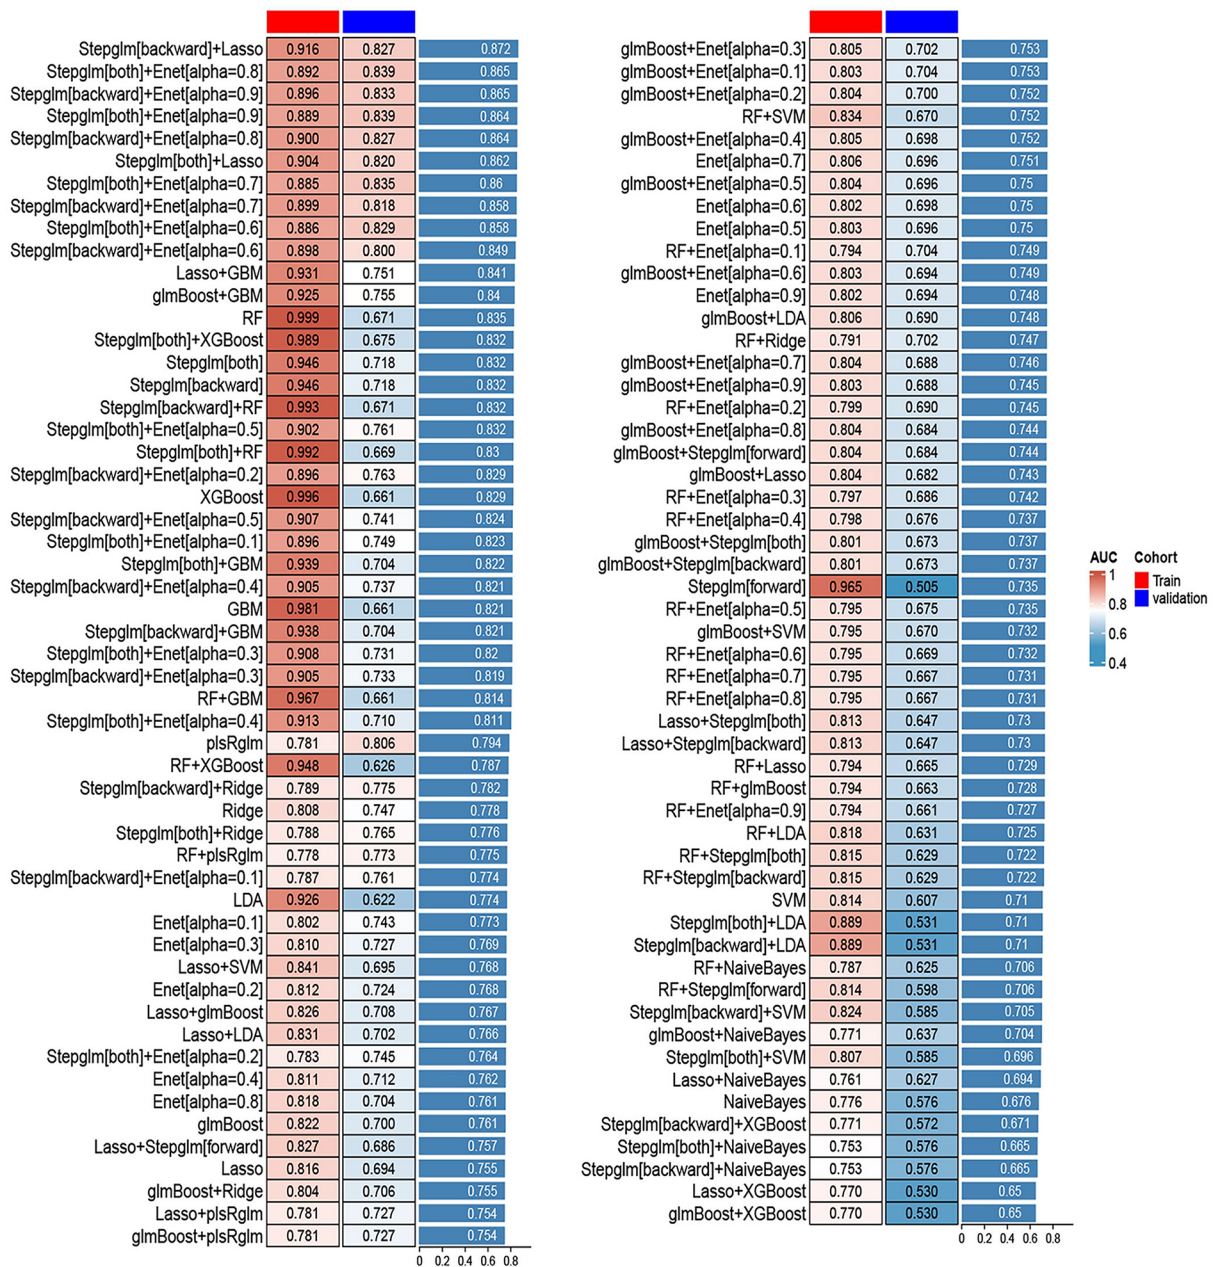 Stepglm[backward]+Lasso 0.916 0.827 0.872
Stepglm[both]+Enet[alpha=0.8] 0.892 0.839 0.865
Stepglm[backward]+Enet[alpha=0.9] 0.896 0.833 0.865
Stepglm[both]+Enet[alpha=0.9] 0.889 0.839 0.864
Stepglm[backward]+Enet[alpha=0.8] 0.900 0.827 0.864
Stepglm[both]+Lasso 0.904 0.820 0.862
Stepglm[both]+Enet[alpha=0.7] 0.885 0.835 0.86
Stepglm[backward]+Enet[alpha=0.7] 0.899 0.818 0.858
Stepglm[both]+Enet[alpha=0.6] 0.886 0.829 0.858
Stepglm[backward]+Enet[alpha=0.6] 0.898 0.800 0.849
Lasso+GBM 0.931 0.751 0.841
glmBoost+GBM 0.925 0.755 0.84
RF 0.999 0.671 0.835
Stepglm[both]+XGBoost 0.989 0.675 0.832
Stepglm[both] 0.946 0.718 0.832
Stepglm[backward] 0.946 0.718 0.832
Stepglm[backward]+RF 0.993 0.671 0.832
Stepglm[both]+Enet[alpha=0.5] 0.902 0.761 0.832
Stepglm[both]+RF 0.992 0.669 0.83
Stepglm[backward]+Enet[alpha=0.2] 0.896 0.763 0.829
XGBoost 0.996 0.661 0.829
Stepglm[backward]+Enet[alpha=0.5] 0.907 0.741 0.824
Stepglm[both]+Enet[alpha=0.1] 0.896 0.749 0.823
Stepglm[both]+GBM 0.939 0.704 0.822
Stepglm[backward]+Enet[alpha=0.4] 0.905 0.737 0.821
GBM 0.981 0.661 0.821
Stepglm[backward]+GBM 0.938 0.704 0.821
Stepglm[both]+Enet[alpha=0.3] 0.908 0.731 0.82
Stepglm[backward]+Enet[alpha=0.3] 0.905 0.733 0.819
RF+GBM 0.967 0.661 0.814
Stepglm[both]+Enet[alpha=0.4] 0.913 0.710 0.811
plsRglm 0.781 0.806 0.794
RF+XGBoost 0.948 0.626 0.787
Stepglm[backward]+Ridge 0.789 0.775 0.782
Ridge 0.808 0.747 0.778
Stepglm[both]+Ridge 0.788 0.765 0.776
RF+plsRglm 0.778 0.773 0.775
Stepglm[backward]+Enet[alpha=0.1] 0.787 0.761 0.774
LDA 0.926 0.622 0.774
Enet[alpha=0.1] 0.802 0.743 0.773
Enet[alpha=0.3] 0.810 0.727 0.769
Lasso+SVM 0.841 0.695 0.768
Enet[alpha=0.2] 0.812 0.724 0.768
Lasso+glmBoost 0.826 0.708 0.767
Lasso+LDA 0.831 0.702 0.766
Stepglm[both]+Enet[alpha=0.2] 0.783 0.745 0.764
Enet[alpha=0.4] 0.811 0.712 0.762
Enet[alpha=0.8] 0.818 0.704 0.761
glmBoost 0.822 0.700 0.761
Lasso+Stepglm[forward] 0.827 0.686 0.757
Lasso 0.816 0.694 0.755
glmBoost+Ridge 0.804 0.706 0.755
Lasso+plsRglm 0.781 0.727 0.754
glmBoost+plsRglm 0.781 0.727 0.754
0 0.2 0.4 0.6 0.8
glmBoost+Enet[alpha=0.3] 0.805 0.702 0.753
glmBoost+Enet[alpha=0.1] 0.803 0.704 0.753
glmBoost+Enet[alpha=0.2] 0.804 0.700 0.752
RF+SVM 0.834 0.670 0.752
glmBoost+Enet[alpha=0.4] 0.805 0.698 0.752
Enet[alpha=0.7] 0.806 0.696 0.751
glmBoost+Enet[alpha=0.5] 0.804 0.696 0.75
Enet[alpha=0.6] 0.802 0.698 0.75
Enet[alpha=0.5] 0.803 0.696 0.75
RF+Enet[alpha=0.1] 0.794 0.704 0.749
glmBoost+Enet[alpha=0.6] 0.803 0.694 0.749
Enet[alpha=0.9] 0.802 0.694 0.748
glmBoost+LDA 0.806 0.690 0.748
RF+Ridge 0.791 0.702 0.747
glmBoost+Enet[alpha=0.7] 0.804 0.688 0.746
glmBoost+Enet[alpha=0.9] 0.803 0.688 0.745
RF+Enet[alpha=0.2] 0.799 0.690 0.745
glmBoost+Enet[alpha=0.8] 0.804 0.684 0.744
glmBoost+Stepglm[forward] 0.804 0.684 0.744
glmBoost+Lasso 0.804 0.682 0.743
RF+Enet[alpha=0.3] 0.797 0.686 0.742
RF+Enet[alpha=0.4] 0.798 0.676 0.737
glmBoost+Stepglm[both] 0.801 0.673 0.737
glmBoost+Stepglm[backward] 0.801 0.673 0.737
Stepglm[forward] 0.965 0.505 0.735
RF+Enet[alpha=0.5] 0.795 0.675 0.735
glmBoost+SVM 0.795 0.670 0.732
RF+Enet[alpha=0.6] 0.795 0.669 0.732
RF+Enet[alpha=0.7] 0.795 0.667 0.731
RF+Enet[alpha=0.8] 0.795 0.667 0.731
Lasso+Stepglm[both] 0.813 0.647 0.73
Lasso+Stepglm[backward] 0.813 0.647 0.73
RF+Lasso 0.794 0.665 0.729
RF+glmBoost 0.794 0.663 0.728
RF+Enet[alpha=0.9] 0.794 0.661 0.727
RF+LDA 0.818 0.631 0.725
RF+Stepglm[both] 0.815 0.629 0.722
RF+Stepglm[backward] 0.815 0.629 0.722
SVM 0.814 0.607 0.71
Stepglm[both]+LDA 0.889 0.531 0.71
Stepglm[backward]+LDA 0.889 0.531 0.71
RF+NaiveBayes 0.787 0.625 0.706
RF+Stepglm[forward] 0.814 0.598 0.706
Stepglm[backward]+SVM 0.824 0.585 0.705
glmBoost+NaiveBayes 0.771 0.637 0.704
Stepglm[both]+SVM 0.807 0.585 0.696
Lasso+NaiveBayes 0.761 0.627 0.694
NaiveBayes 0.776 0.576 0.676
Stepglm[backward]+XGBoost 0.771 0.572 0.671
Stepglm[both]+NaiveBayes 0.753 0.576 0.665
Stepglm[backward]+NaiveBayes 0.753 0.576 0.665
Lasso+XGBoost 0.770 0.530 0.65
glmBoost+XGBoost 0.770 0.530 0.65
0 0.2 0.4 0.6 0.8
AUC Cohort
1 Train
0.8 validation
0.6
0.4